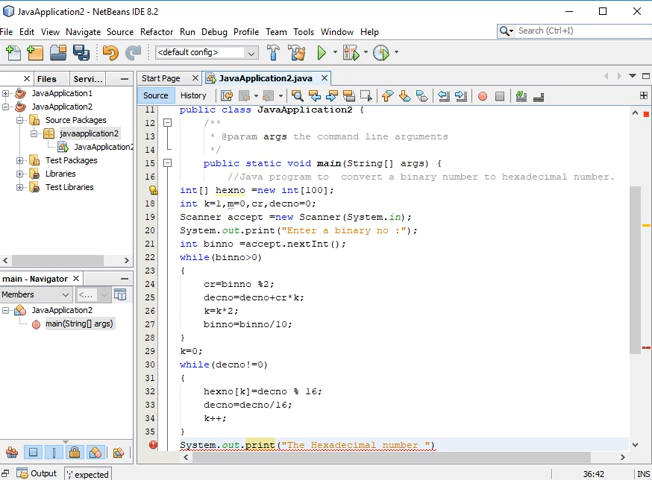 JavaApplication2 - NetBeans IDE 8.2
File Edit View Navigate Source Refactor Run Debug Profile Team Tools Window Help
Search (Ctrl+I)
<default config>
Files Servi...
Start Page JavaApplication2.java
JavaApplication1
JavaApplication2
Source Packages
javaapplication2
JavaApplication2
Test Packages
Libraries
Test Libraries
Source History
11 public class JavaApplication2 {
12 /**
13 * @param args the command line arguments
14 */
15 public static void main(String[] args) {
16 //Java program to convert a binary number to hexadecimal number.
int[] hexno =new int[100];
18 int k=1,m=0,cr,decno=0;
19 Scanner accept =new Scanner(System.in);
20 System.out.print("Enter a binary no :");
21 int binno =accept.nextInt();
22 while(binno>0)
23 {
24 cr=binno %2;
25 decno=decno+cr*k;
26 k=k*2;
27 binno=binno/10;
28 }
29 k=0;
30 while(decno!=0)
31 {
32 hexno[k]=decno % 16;
33 decno=decno/16;
34 k++;
35 }
System.out.print("The Hexadecimal number ")
main - Navigator
Members <...
JavaApplication2
main(String[] args)
Output ';' expected
36:42 INS